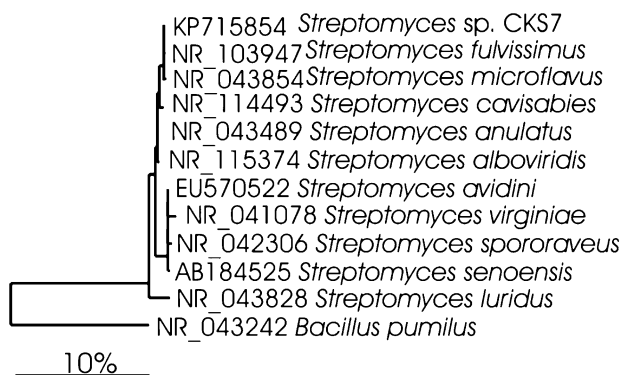 KP715854 Streptomyces sp. CKS7
NR_103947 Streptomyces fulvissimus
NR_043854 Streptomyces microflavus
NR_114493 Streptomyces cavisabies
NR_043489 Streptomyces anulatus
NR_115374 Streptomyces alboviridis
EU570522 Streptomyces avidini
NR_041078 Streptomyces virginiae
NR_042306 Streptomyces spororaveus
AB184525 Streptomyces senoensis
NR_043828 Streptomyces luridus
NR_043242 Bacillus pumilus
10%